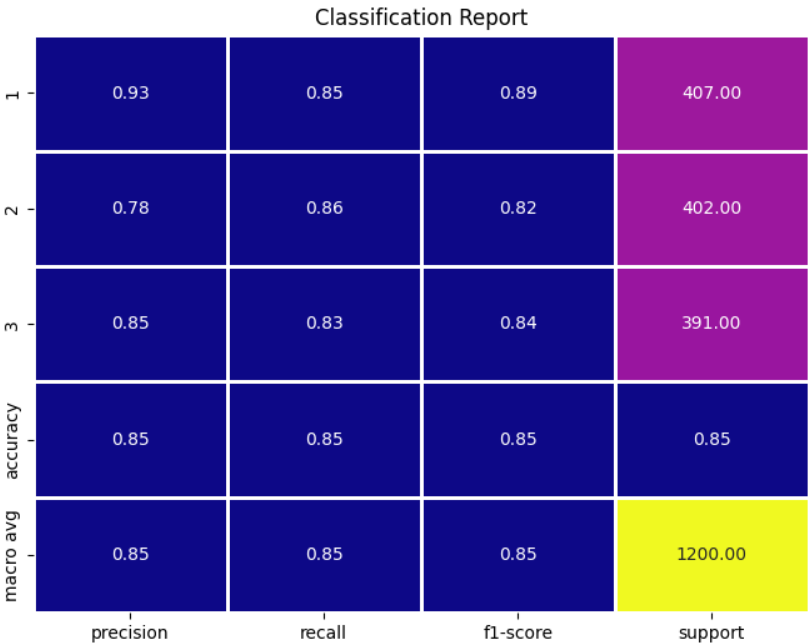 Classification Report
1 0.93 0.85 0.89 407.00
2 0.78 0.86 0.82 402.00
3 0.85 0.83 0.84 391.00
accuracy 0.85 0.85 0.85 0.85
macro avg 0.85 0.85 0.85 1200.00
precision recall f1-score support